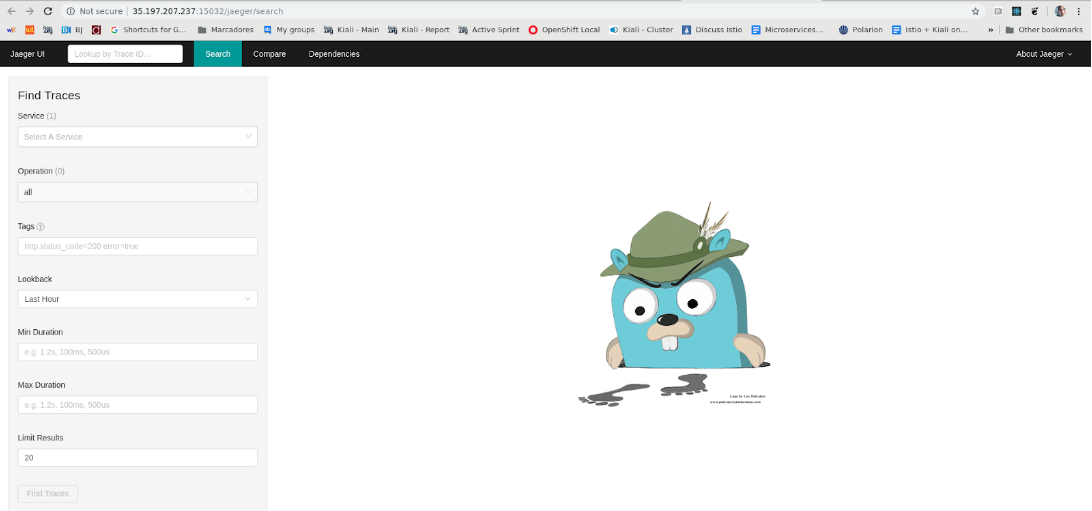 Not secure 35.197.207.237:15032/jaeger/search
BJ Shortcuts for G... Marcadores My groups Kiali - Main Kiali - Report Active Sprint OpenShift Local Kiali - Cluster Discuss Istio Microservices... Polarion Istio + Kiali on... » Other bookmarks
Jaeger UI Lookup by Trace ID... Search Compare Dependencies About Jaeger
Find Traces
Service (1)
Select A Service
Operation (0)
all
Tags
http.status_code=200 error=true
Lookback
Last Hour
Min Duration
e.g. 1.2s, 100ms, 500us
Max Duration
e.g. 1.2s, 100ms, 500us
Limit Results
20
Find Traces